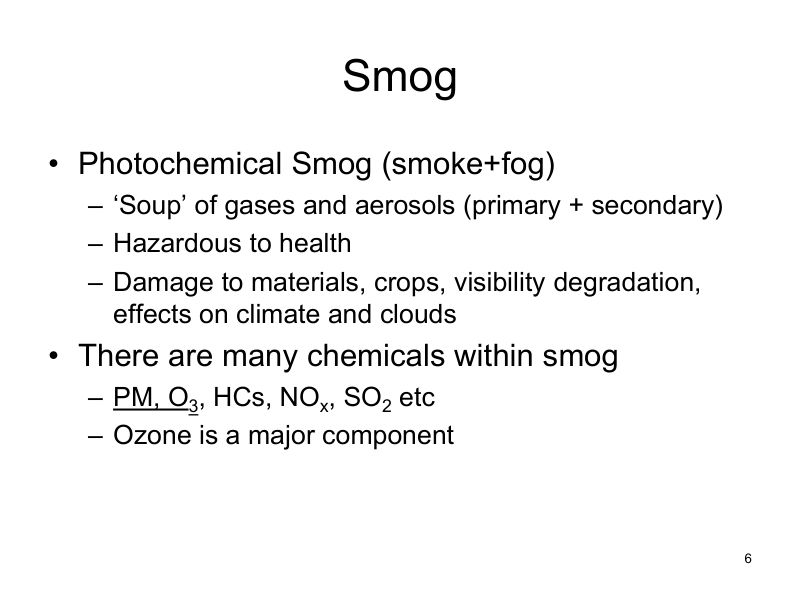 Smog
• Photochemical Smog (smoke+fog)
– ‘Soup’ of gases and aerosols (primary + secondary)
– Hazardous to health
– Damage to materials, crops, visibility degradation,
effects on climate and clouds
• There are many chemicals within smog
– PM, O₃, HCs, NOₓ, SO₂ etc
– Ozone is a major component
6